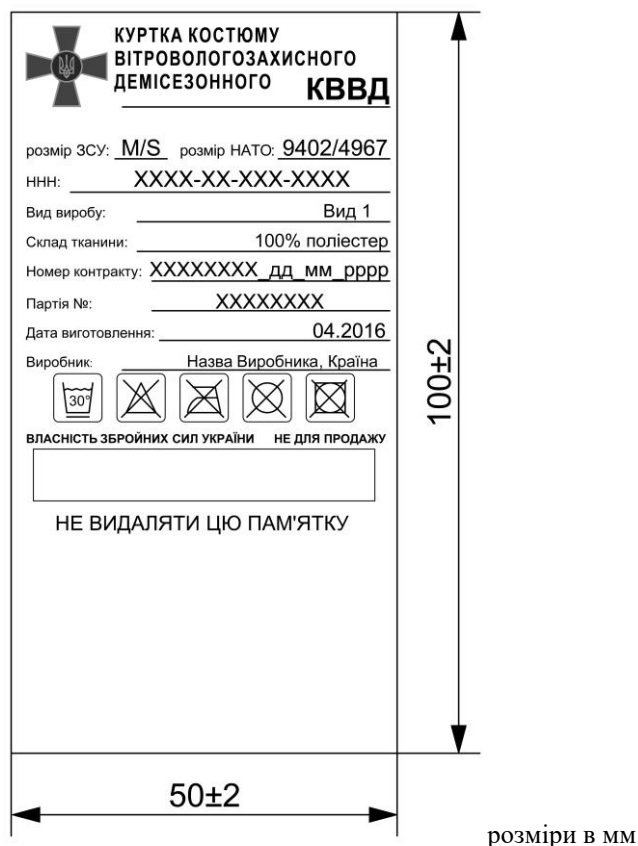 КУРТКА КОСТЮМУ
ВІТРОВОЛОГОЗАХИСНОГО
ДЕМІСЕЗОННОГО КВВД
розмір ЗСУ: M/S розмір НАТО: 9402/4967
ННН: XXXX-XX-XXX-XXXX
Вид виробу: Вид 1
Склад тканини: 100% поліестер
Номер контракту: XXXXXXXX_дд_мм_рррр
Партія №: XXXXXXXX
Дата виготовлення: 04.2016
Виробник: Назва Виробника, Країна
30°
ВЛАСНІСТЬ ЗБРОЙНИХ СИЛ УКРАЇНИ НЕ ДЛЯ ПРОДАЖУ
НЕ ВИДАЛЯТИ ЦЮ ПАМ'ЯТКУ
100±2
50±2
розміри в мм